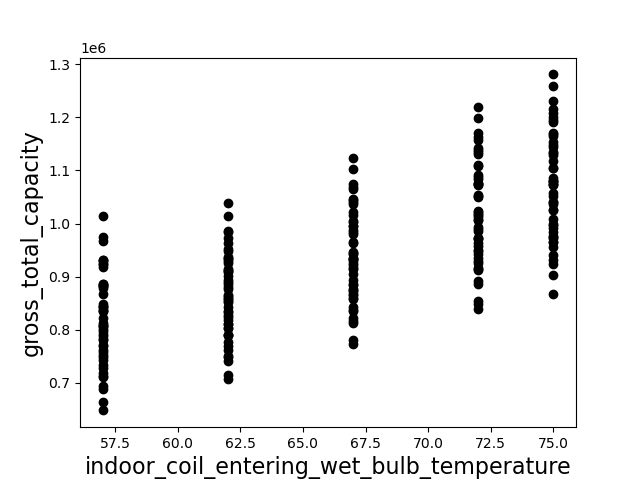 1e6
1.3
1.2
1.1
1.0
0.9
0.8
0.7
gross_total_capacity
57.5 60.0 62.5 65.0 67.5 70.0 72.5 75.0
indoor_coil_entering_wet_bulb_temperature